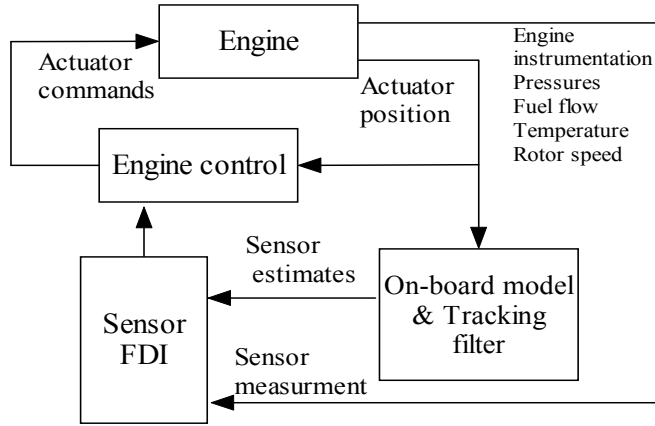 Engine
Actuator
commands
Actuator
position
Engine
instrumentation
Pressures
Fuel flow
Temperature
Rotor speed
Engine control
Sensor
estimates
On-board model
& Tracking
filter
Sensor
FDI
Sensor
measurment